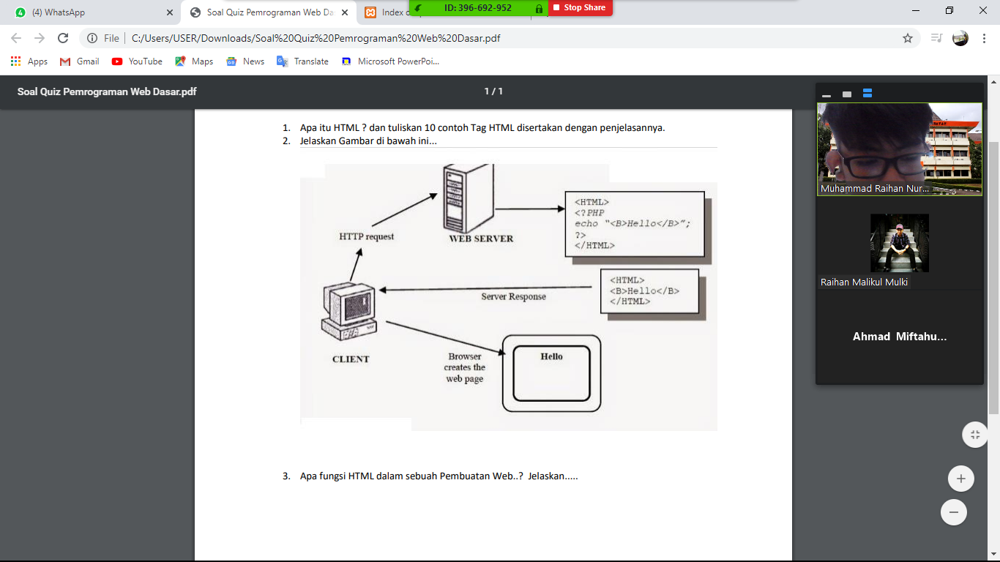 (4) WhatsApp
Soal Quiz Pemrograman Web Da
Index o
ID: 396-692-952
Stop Share
File
C:/Users/USER/Downloads/Soal%20Quiz%20Pemrograman%20Web%20Dasar.pdf
Apps
Gmail
YouTube
Maps
News
Translate
Microsoft PowerPoi...
Soal Quiz Pemrograman Web Dasar.pdf
1 / 1
1. Apa itu HTML ? dan tuliskan 10 contoh Tag HTML disertakan dengan penjelasannya.
2. Jelaskan Gambar di bawah ini...
HTTP request
WEB SERVER
<HTML>
<?PHP
echo "<B>Hello</B>";
?>
</HTML>
<HTML>
<B>Hello</B>
</HTML>
Server Response
CLIENT
Browser
creates the
web page
Hello
3. Apa fungsi HTML dalam sebuah Pembuatan Web..? Jelaskan.....
Muhammad Raihan Nur...
Raihan Malikul Mulki
Ahmad Miftahu...